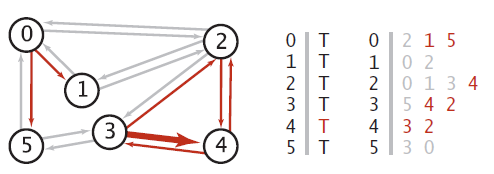 0
2
1
3
5
4
0 T 0 2 1 5
1 T 1 0 2
2 T 2 0 1 3 4
3 T 3 5 4 2
4 T 4 3 2
5 T 5 3 0